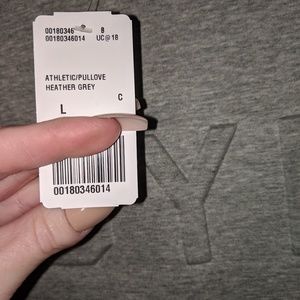 00180346 8
00180346014 UC@18
ATHLETIC/PULLOVE
HEATHER GREY
L C
00180346014
Y